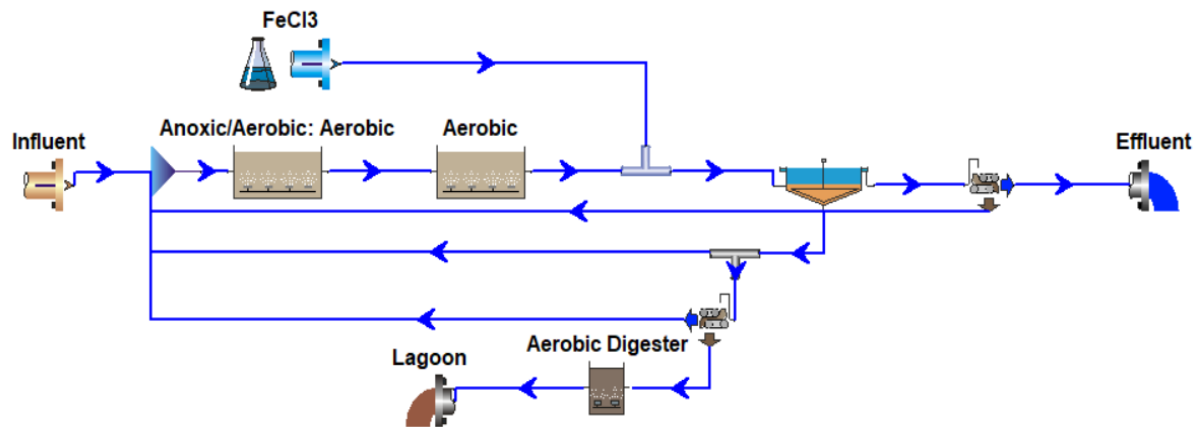 FeCl3
Influent
Anoxic/Aerobic: Aerobic
Aerobic
Effluent
Lagoon
Aerobic Digester